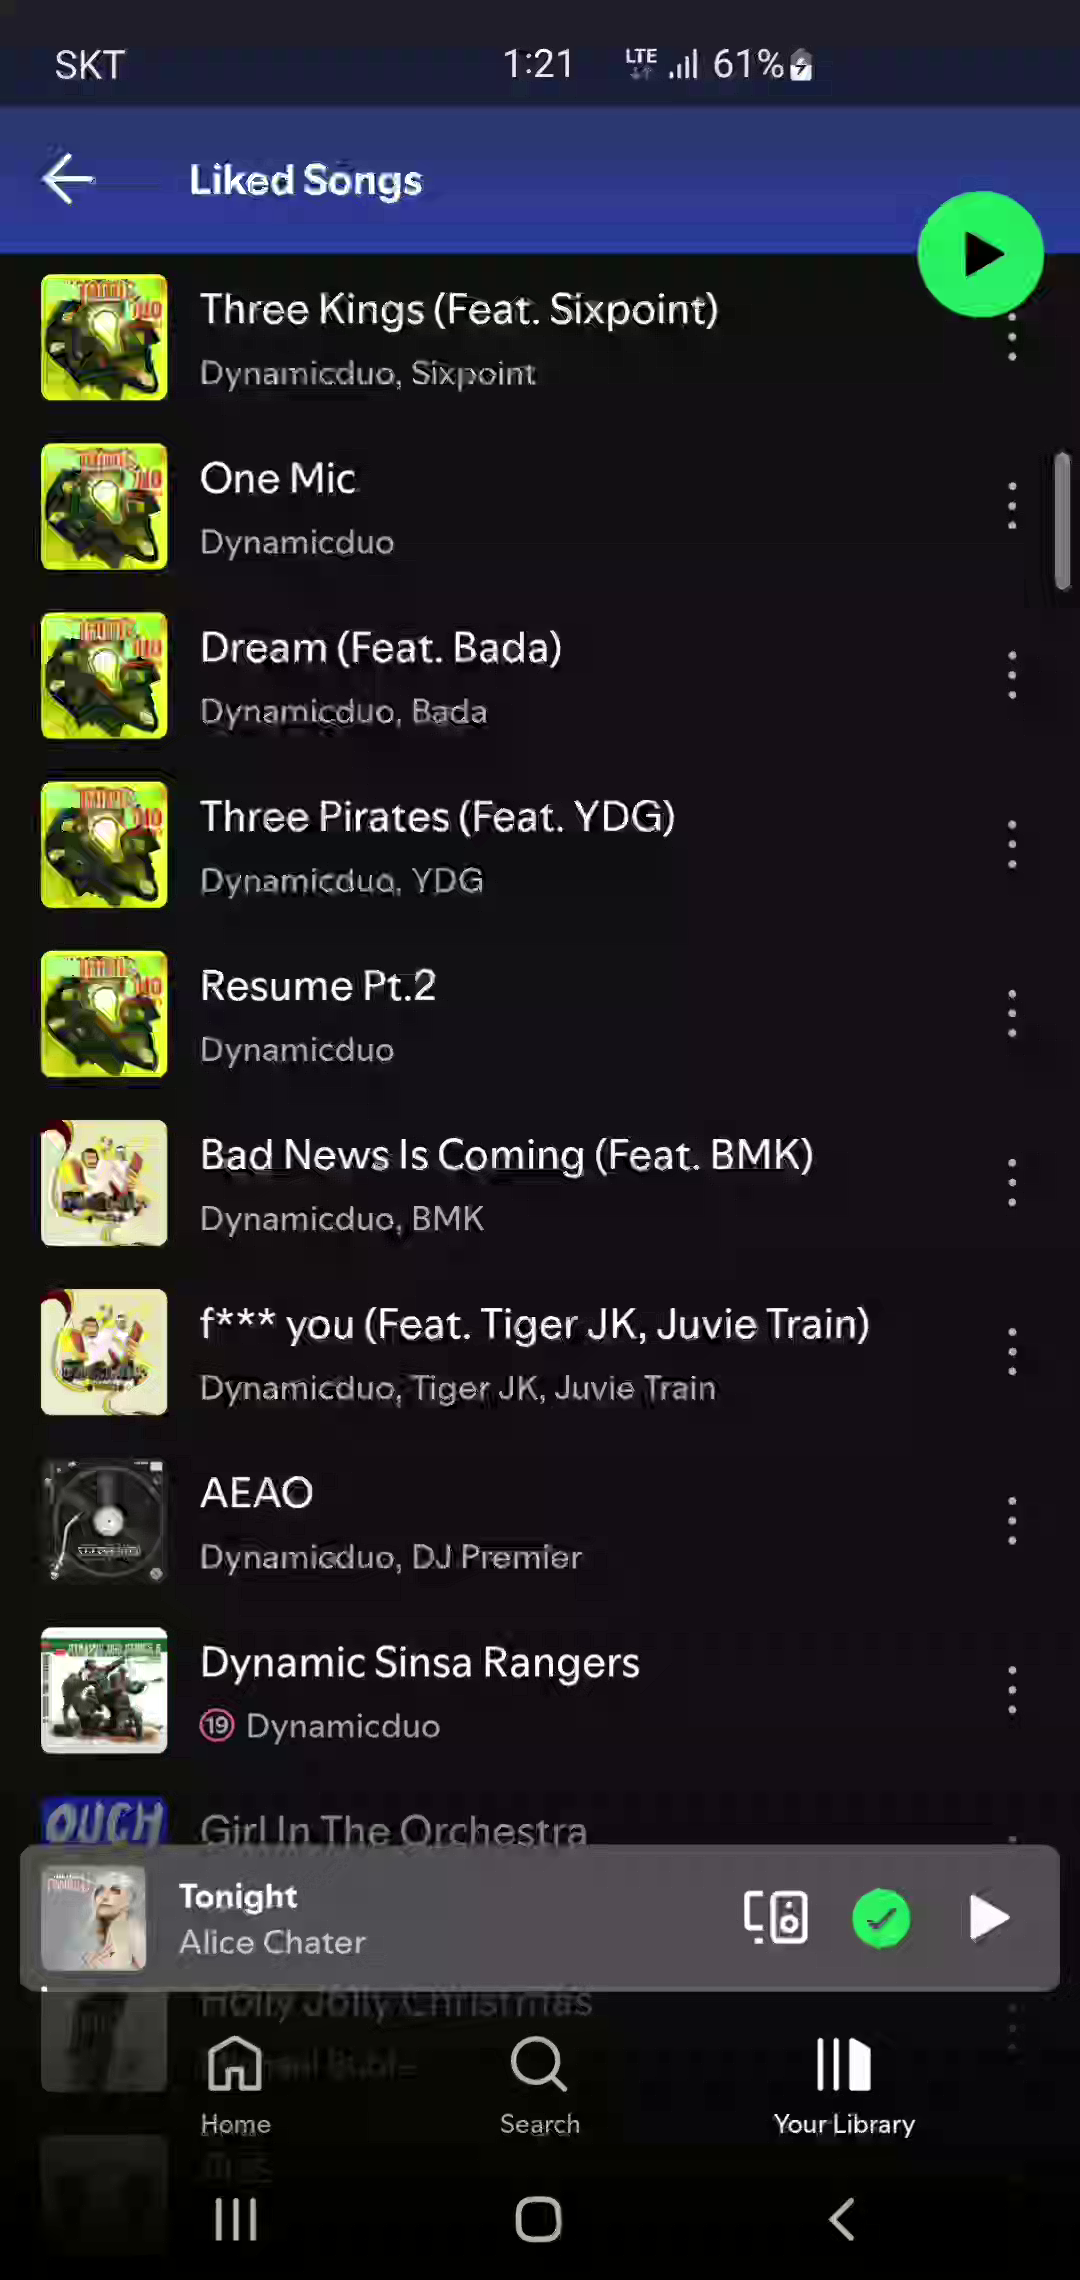 SKT
1:21
LTE
61%
Liked Songs
Three Kings (Feat. Sixpoint)
Dynamicduo, Sixpoint
One Mic
Dynamicduo
Dream (Feat. Bada)
Dynamicduo, Bada
Three Pirates (Feat. YDG)
Dynamicduo, YDG
Resume Pt.2
Dynamicduo
Bad News Is Coming (Feat. BMK)
Dynamicduo, BMK
f*** you (Feat. Tiger JK, Juvie Train)
Dynamicduo, Tiger JK, Juvie Train
AEAO
Dynamicduo, DJ Premier
Dynamic Sinsa Rangers
19 Dynamicduo
OUCH
Girl In The Orchestra
Tonight
Alice Chater
Holly Jolly Christmas
Home
Search
Your Library